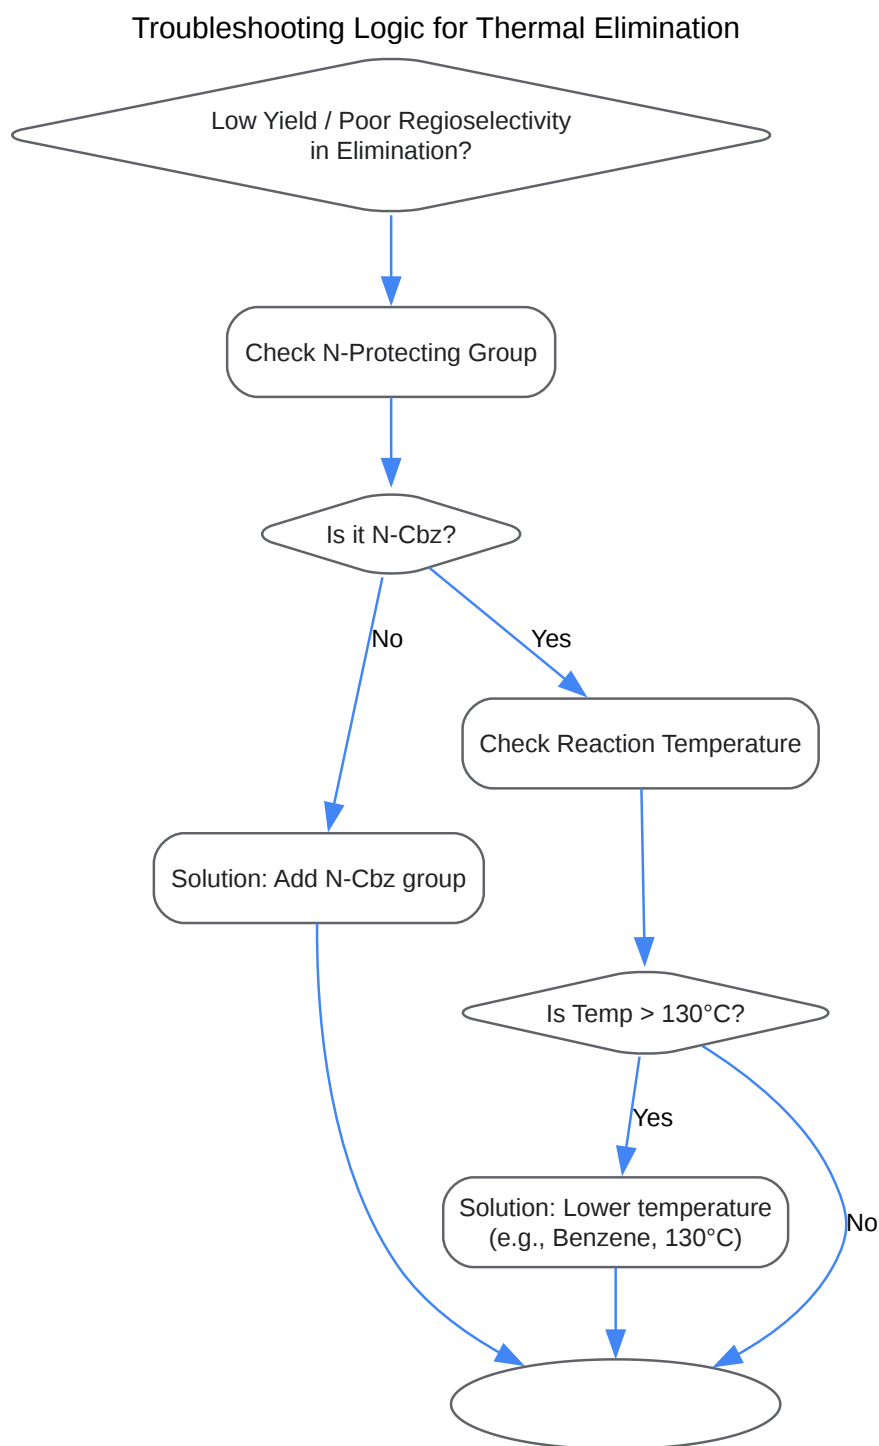 Troubleshooting Logic for Thermal Elimination
Low Yield / Poor Regioselectivity
in Elimination?
Check N-Protecting Group
Is it N-Cbz?
No
Yes
Check Reaction Temperature
Solution: Add N-Cbz group
Is Temp > 130°C?
Yes
Solution: Lower temperature
(e.g., Benzene, 130°C)
No